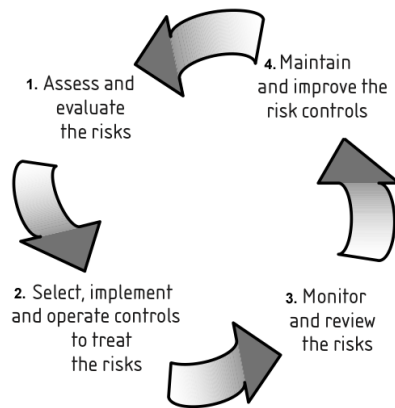 1. Assess and
evaluate
the risks
2. Select, implement
and operate controls
to treat
the risks
3. Monitor
and review
the risks
4. Maintain
and improve the
risk controls